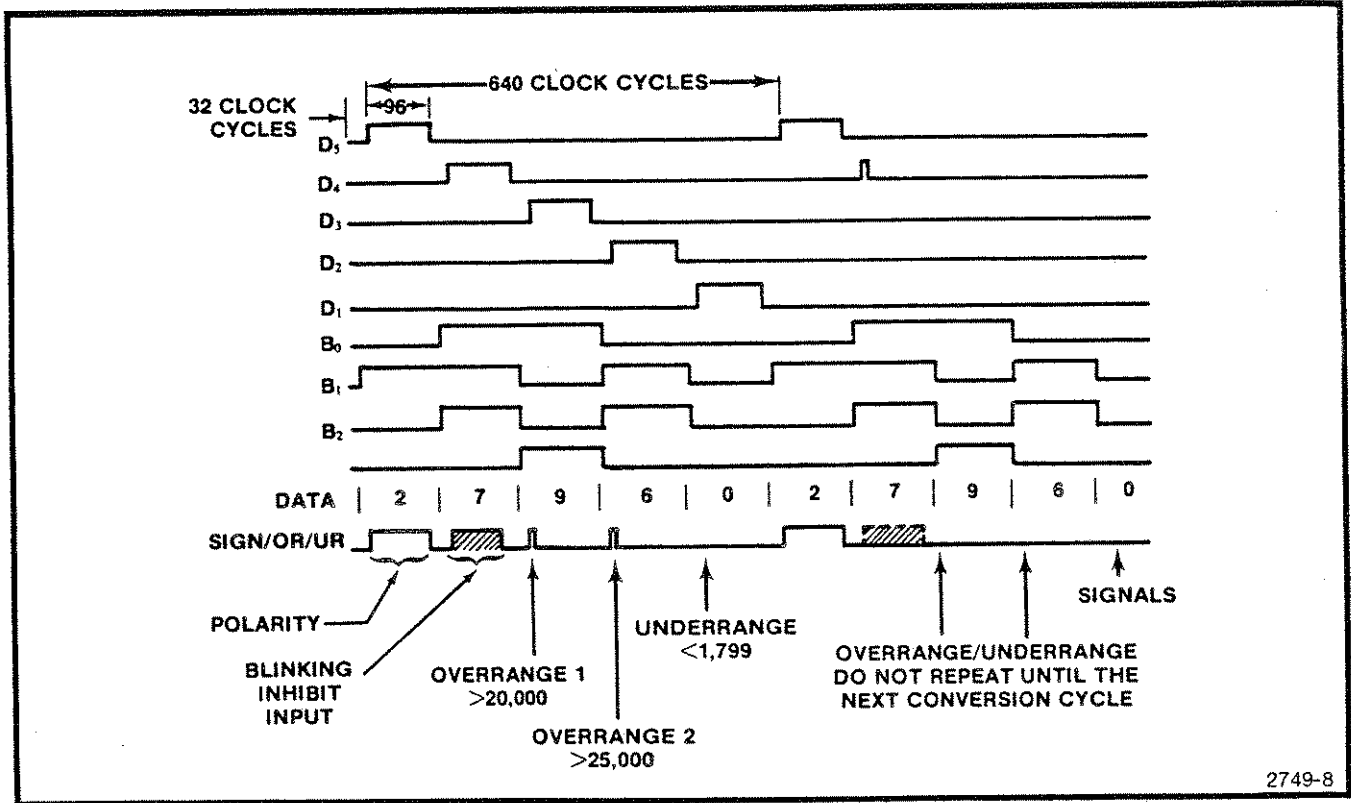 640 CLOCK CYCLES
32 CLOCK
CYCLES
96
D₅
D₄
D₃
D₂
D₁
B₀
B₁
B₂
DATA | 2 | 7 | 9 | 6 | 0 | 2 | 7 | 9 | 6 | 0
SIGN/OR/UR
POLARITY
BLINKING
INHIBIT
INPUT
OVERRANGE 1
>20,000
OVERRANGE 2
>25,000
UNDERRANGE
<1,799
OVERRANGE/UNDERRANGE
DO NOT REPEAT UNTIL THE
NEXT CONVERSION CYCLE
SIGNALS
2749-8